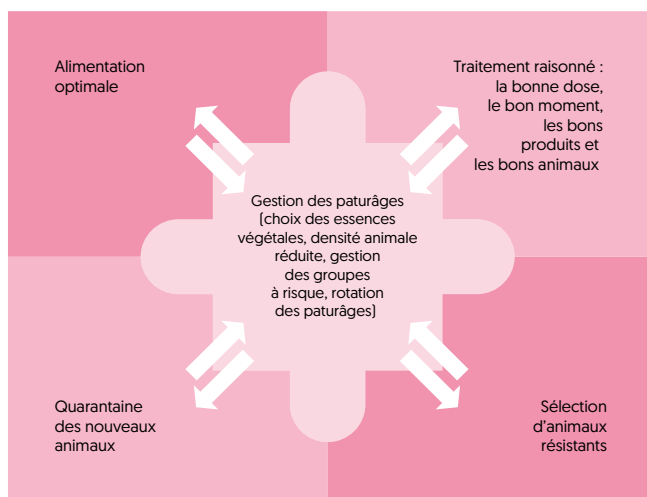 Alimentation
optimale
Traitement raisonné :
la bonne dose,
le bon moment,
les bons
produits et
les bons animaux
Gestion des paturâges
(choix des essences
végétales, densité animale
réduite, gestion
des groupes
à risque, rotation
des paturâges)
Quarantaine
des nouveaux
animaux
Sélection
d'animaux
résistants